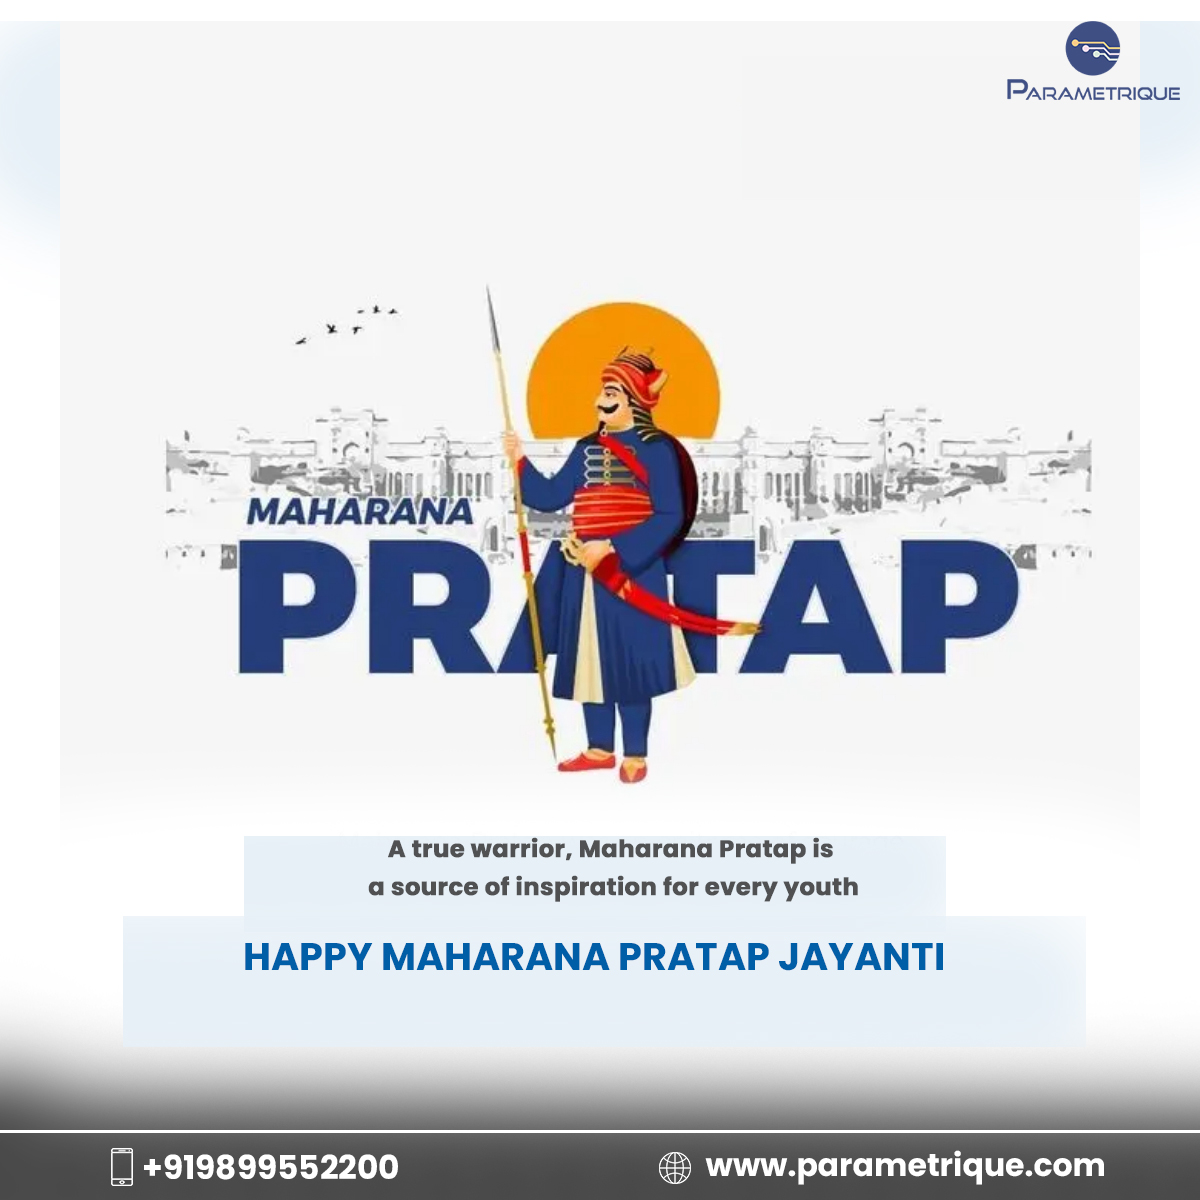 PARAMETRIQUE
MAHARANA
PRATAP
A true warrior, Maharana Pratap is
a source of inspiration for every youth
HAPPY MAHARANA PRATAP JAYANTI
+919899552200
www.parametrique.com